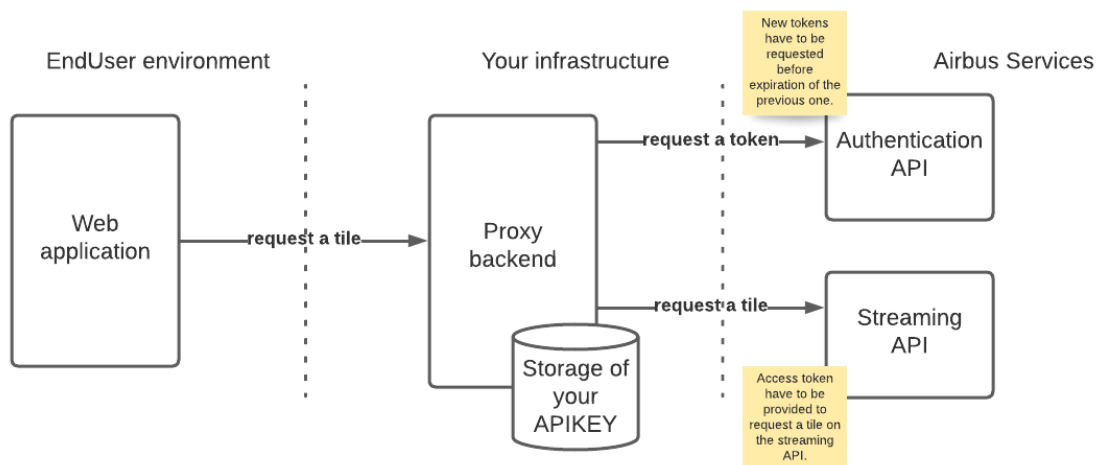 EndUser environment
Your infrastructure
Airbus Services
New tokens
have to be
requested
before
expiration of the
previous one.
request a token
Authentication
API
Web
application
request a tile
Proxy
backend
request a tile
Streaming
API
Storage of
your
APIKEY
Access token
have to be
provided to
request a tile on
the streaming
API.